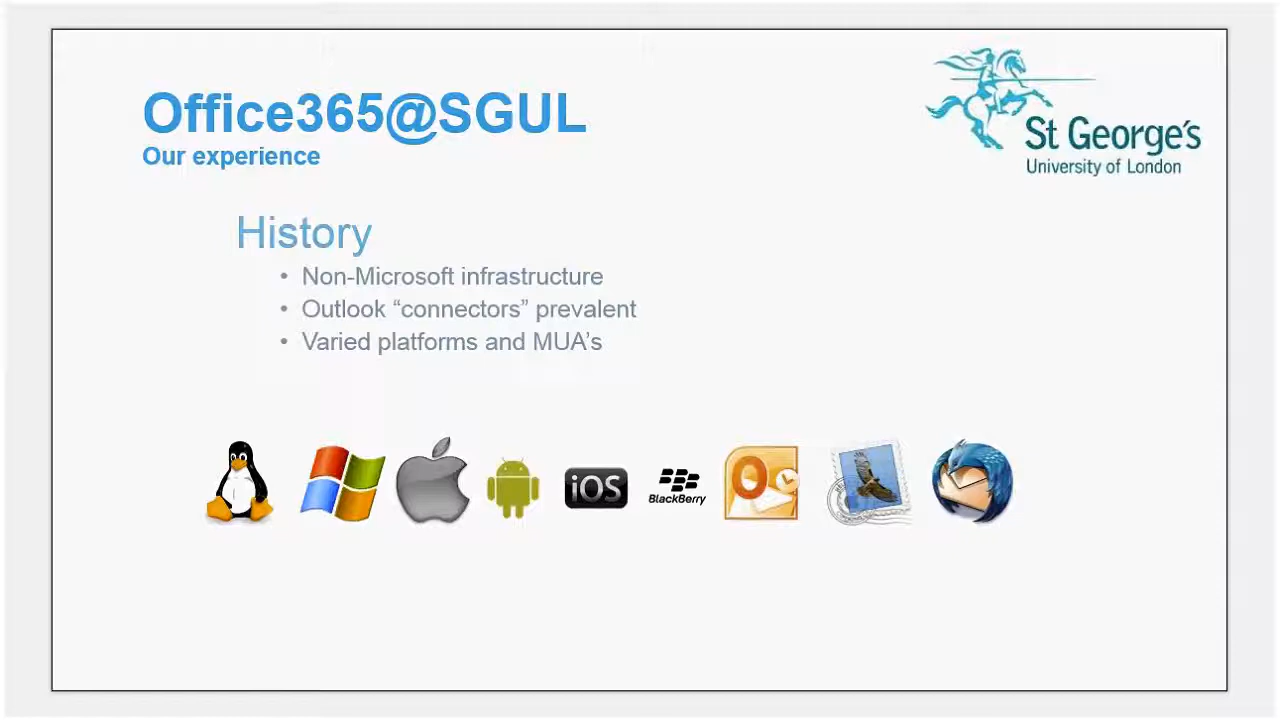 Office365@SGUL
Our experience
St George's
University of London
History
• Non-Microsoft infrastructure
• Outlook “connectors” prevalent
• Varied platforms and MUA’s
iOS
BlackBerry
O